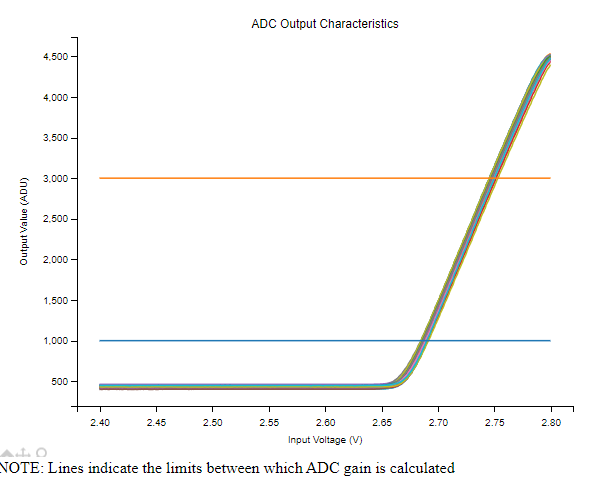 ADC Output Characteristics
4,500
4,000
3,500
3,000
2,500
2,000
1,500
1,000
500
Output Value (ADU)
2.40 2.45 2.50 2.55 2.60 2.65 2.70 2.75 2.80
Input Voltage (V)
NOTE: Lines indicate the limits between which ADC gain is calculated